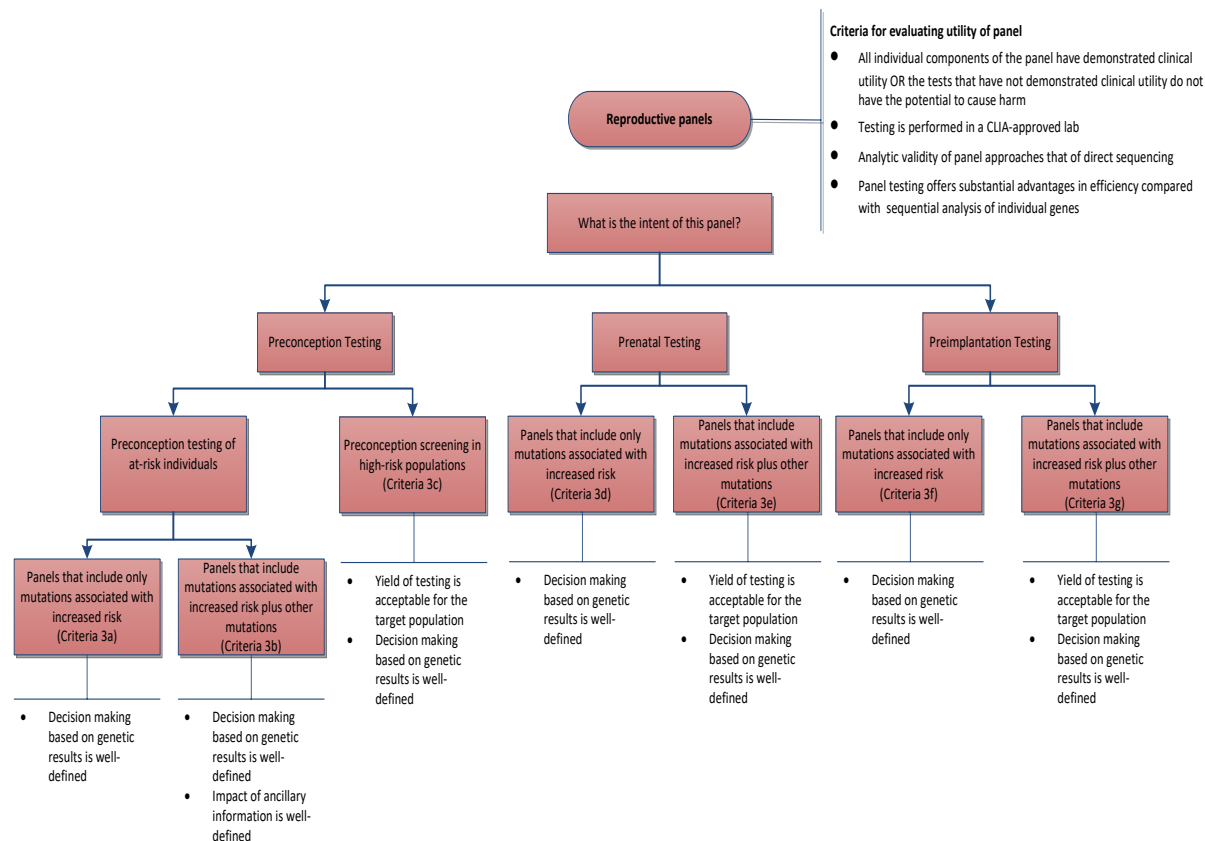 Criteria for evaluating utility of panel
● All individual components of the panel have demonstrated clinical
utility OR the tests that have not demonstrated clinical utility do not
have the potential to cause harm
● Testing is performed in a CLIA-approved lab
● Analytic validity of panel approaches that of direct sequencing
● Panel testing offers substantial advantages in efficiency compared
with sequential analysis of individual genes
Reproductive panels
What is the intent of this panel?
Preconception Testing
Prenatal Testing
Preimplantation Testing
Preconception testing of
at-risk individuals
Preconception screening in
high-risk populations
(Criteria 3c)
Panels that include only
mutations associated with
increased risk
(Criteria 3d)
Panels that include
mutations associated with
increased risk plus other
mutations
(Criteria 3e)
Panels that include only
mutations associated with
increased risk
(Criteria 3f)
Panels that include
mutations associated with
increased risk plus other
mutations
(Criteria 3g)
Panels that include only
mutations associated with
increased risk
(Criteria 3a)
Panels that include
mutations associated with
increased risk plus other
mutations
(Criteria 3b)
• Yield of testing is
acceptable for the
target population
• Decision making
based on genetic
results is well-
defined
• Decision making
based on genetic
results is well-
defined
• Yield of testing is
acceptable for the
target population
• Decision making
based on genetic
results is well-
defined
• Decision making
based on genetic
results is well-
defined
• Yield of testing is
acceptable for the
target population
• Decision making
based on genetic
results is well-
defined
• Decision making
based on genetic
results is well-
defined
• Decision making
based on genetic
results is well-
defined
• Impact of ancillary
information is well-
defined